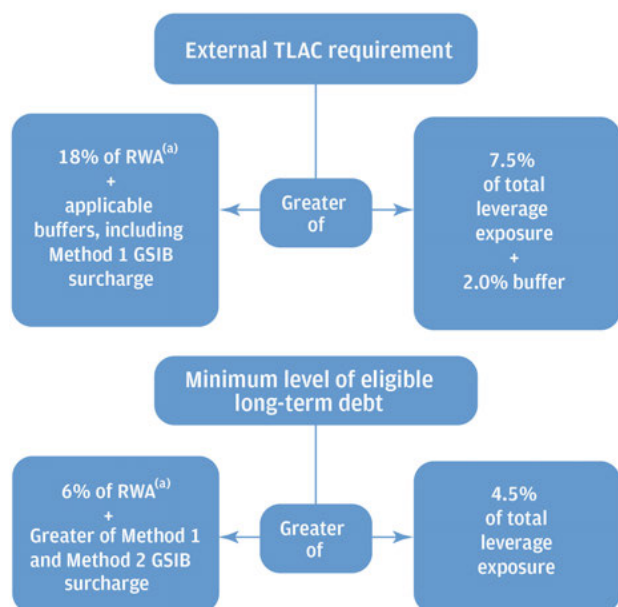 External TLAC requirement
18% of RWA(a)
+
applicable
buffers, including
Method 1 GSIB
surcharge
Greater
of
7.5%
of total
leverage
exposure
+
2.0% buffer
Minimum level of eligible
long-term debt
6% of RWA(a)
+
Greater of Method 1
and Method 2 GSIB
surcharge
Greater
of
4.5%
of total
leverage
exposure